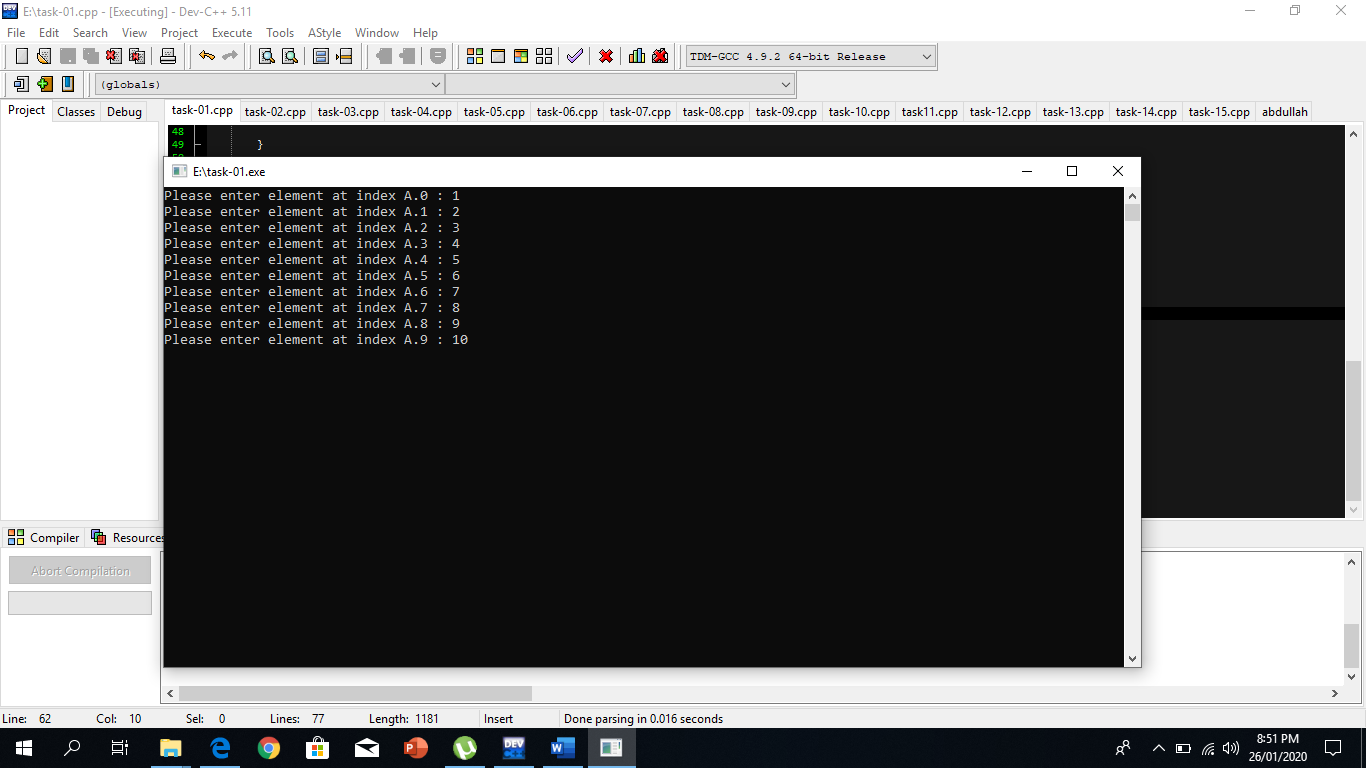 E:\task-01.cpp - [Executing] - Dev-C++ 5.11
File Edit Search View Project Execute Tools AStyle Window Help
TDM-GCC 4.9.2 64-bit Release
(globals)
Project Classes Debug
task-01.cpp task-02.cpp task-03.cpp task-04.cpp task-05.cpp task-06.cpp task-07.cpp task-08.cpp task-09.cpp task-10.cpp task11.cpp task-12.cpp task-13.cpp task-14.cpp task-15.cpp abdullah
48
49 }
E:\task-01.exe
Please enter element at index A.0 : 1
Please enter element at index A.1 : 2
Please enter element at index A.2 : 3
Please enter element at index A.3 : 4
Please enter element at index A.4 : 5
Please enter element at index A.5 : 6
Please enter element at index A.6 : 7
Please enter element at index A.7 : 8
Please enter element at index A.8 : 9
Please enter element at index A.9 : 10
Compiler Resources
Abort Compilation
Line: 62 Col: 10 Sel: 0 Lines: 77 Length: 1181 Insert Done parsing in 0.016 seconds
8:51 PM
26/01/2020